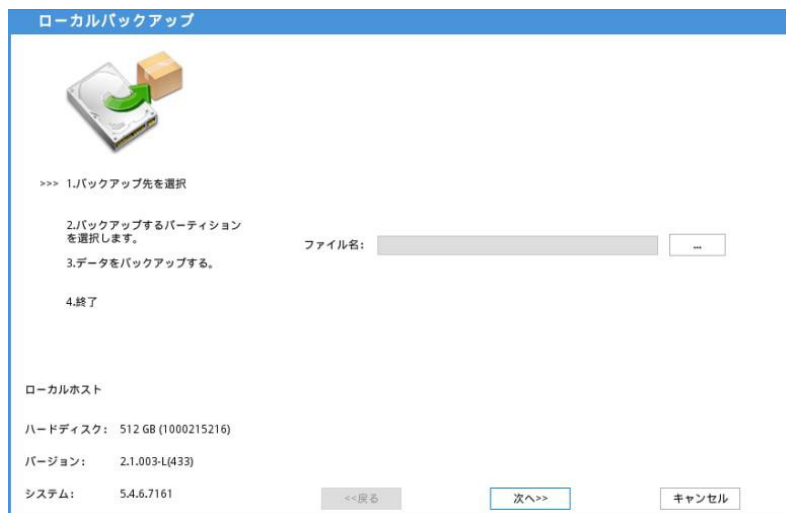 ローカルバックアップ
>>> 1.バックアップ先を選択
2.バックアップするパーティション
を選択します。
3.データをバックアップする。
4.終了
ファイル名:
...
ローカルホスト
ハードディスク: 512 GB (1000215216)
バージョン: 2.1.003-L(433)
システム: 5.4.6.7161
<<戻る
次へ>>
キャンセル